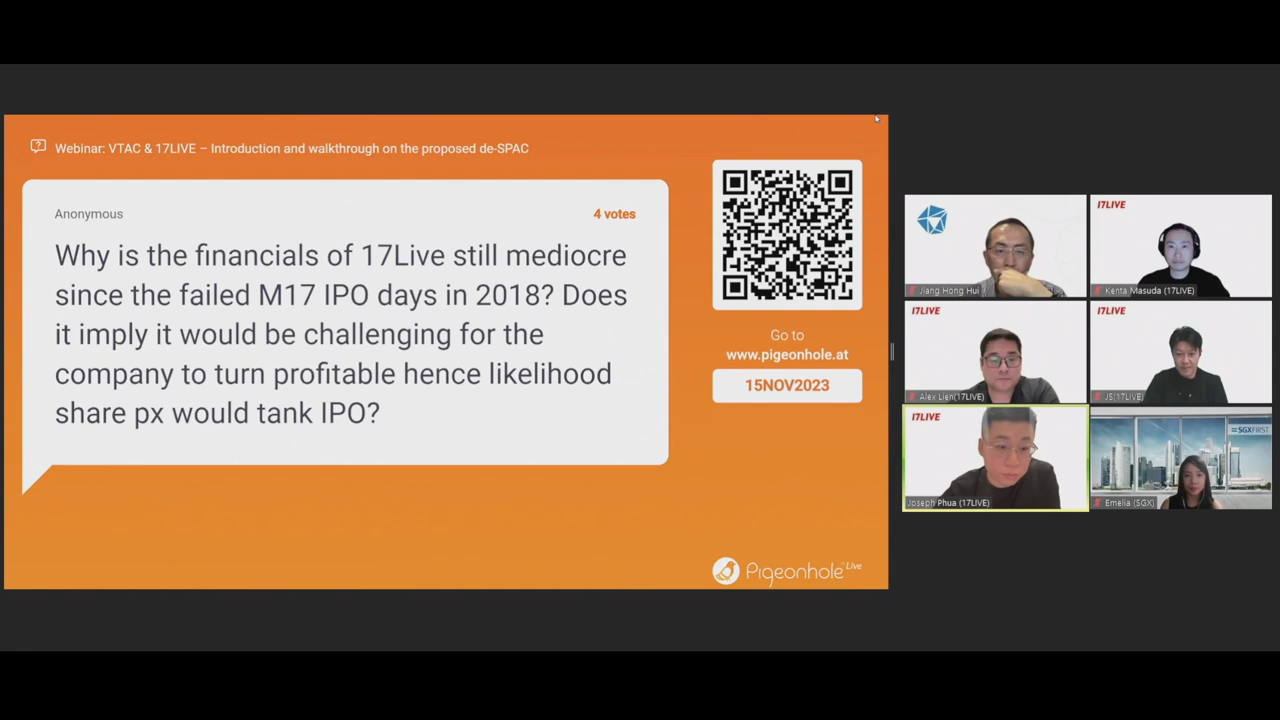 Webinar: VTAC & 17LIVE – Introduction and walkthrough on the proposed de-SPAC
Anonymous
4 votes
Why is the financials of 17Live still mediocre
since the failed M17 IPO days in 2018? Does
it imply it would be challenging for the
company to turn profitable hence likelihood
share px would tank IPO?
Go to
www.pigeonhole.at
15NOV2023
Pigeonhole Live
Jiang Hong Hui
17LIVE
Kenta Masuda (17LIVE)
17LIVE
Alex Lien(17LIVE)
17LIVE
JS(17LIVE)
17LIVE
Joseph Phua (17LIVE)
SGXFIRST
Emelia (SGX)